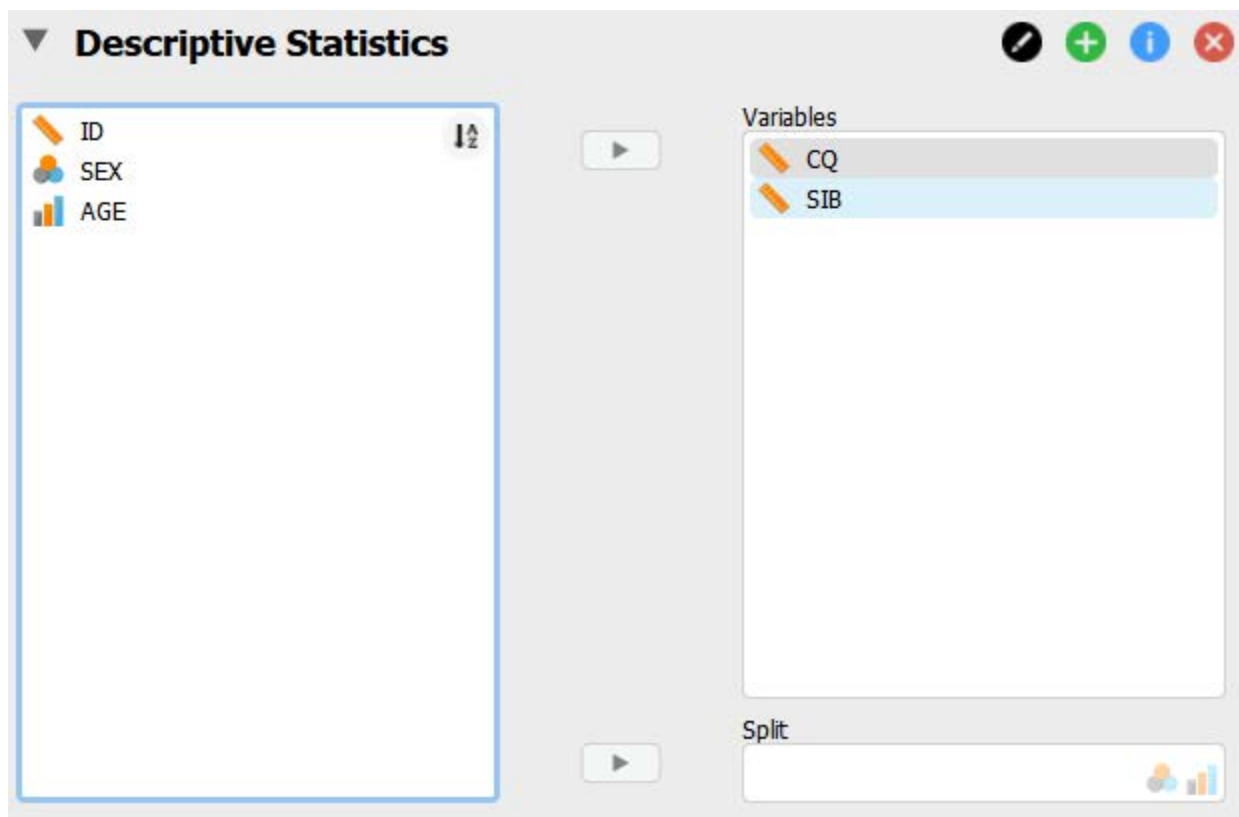 Descriptive Statistics
ID
SEX
AGE
Variables
CQ
SIB
Split